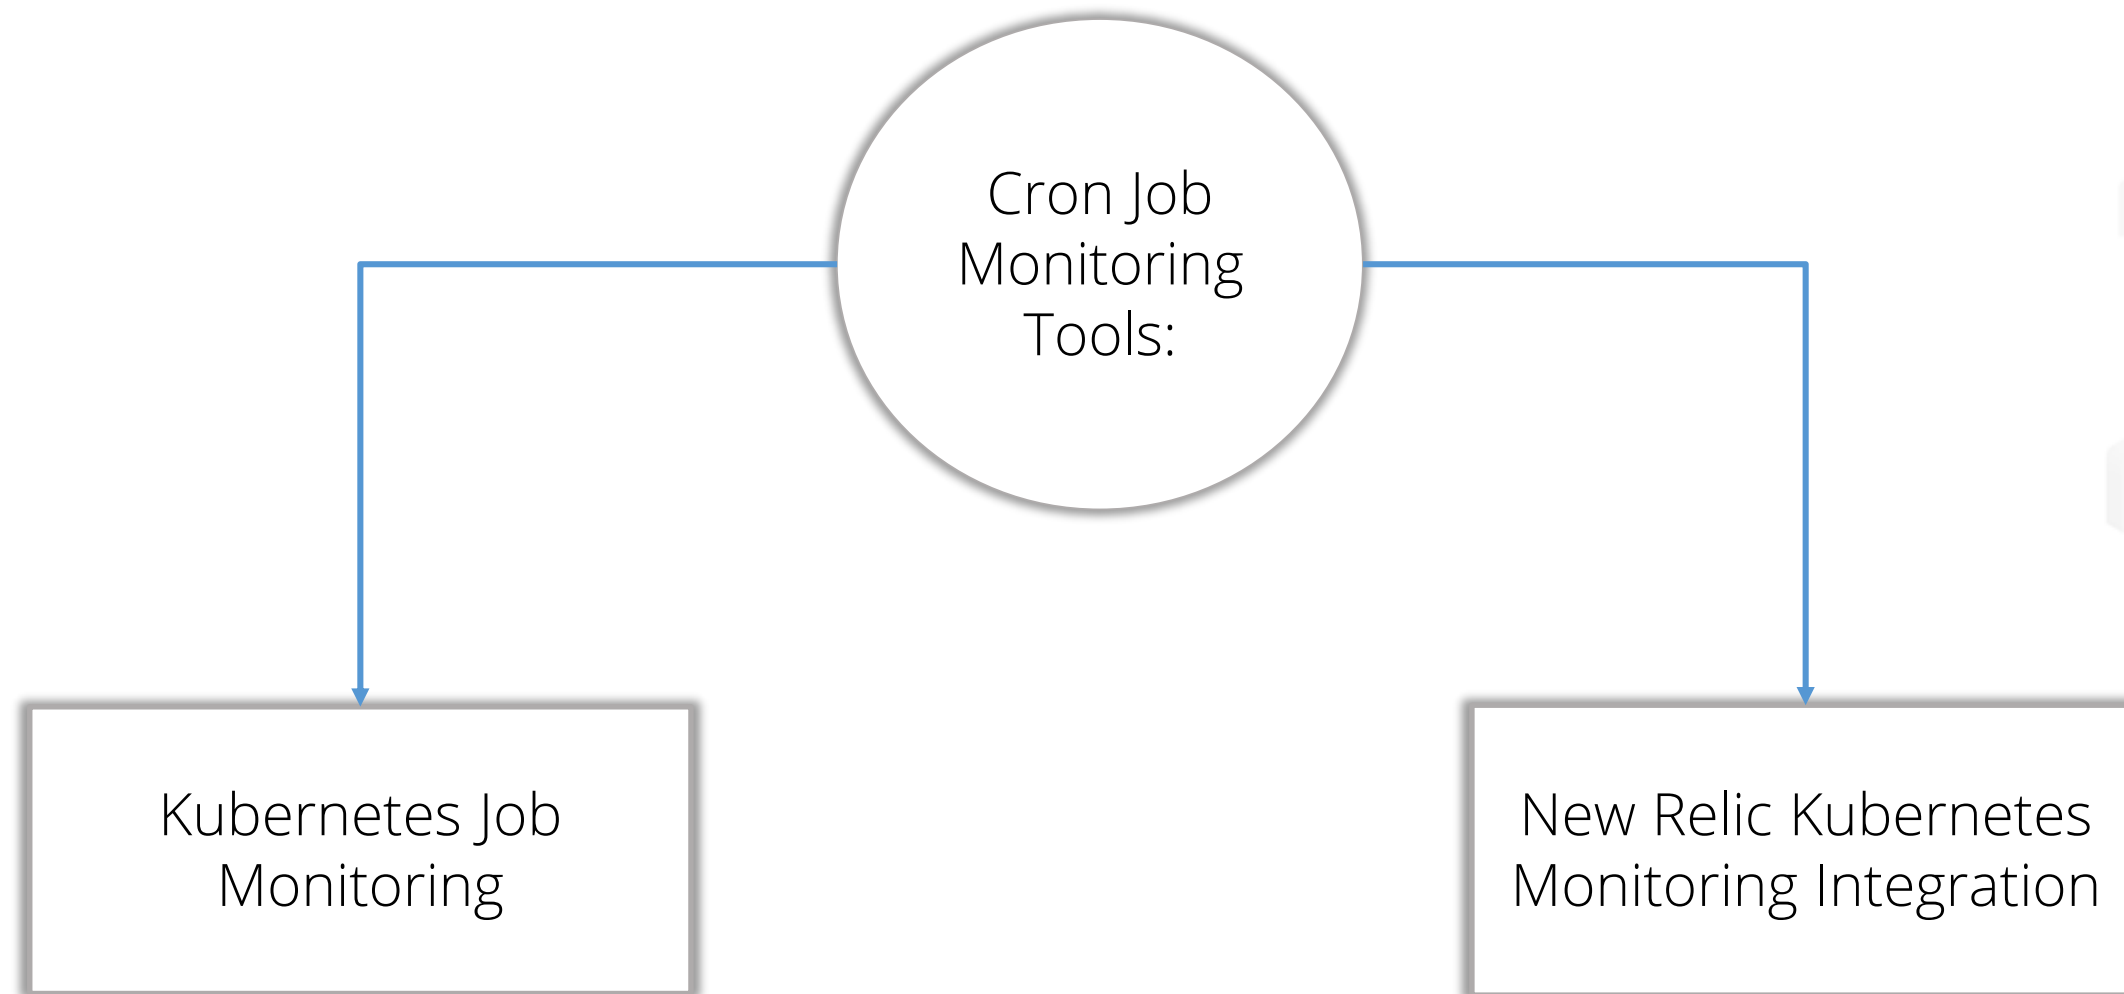 Cron Job
Monitoring
Tools:
Kubernetes Job
Monitoring
New Relic Kubernetes
Monitoring Integration